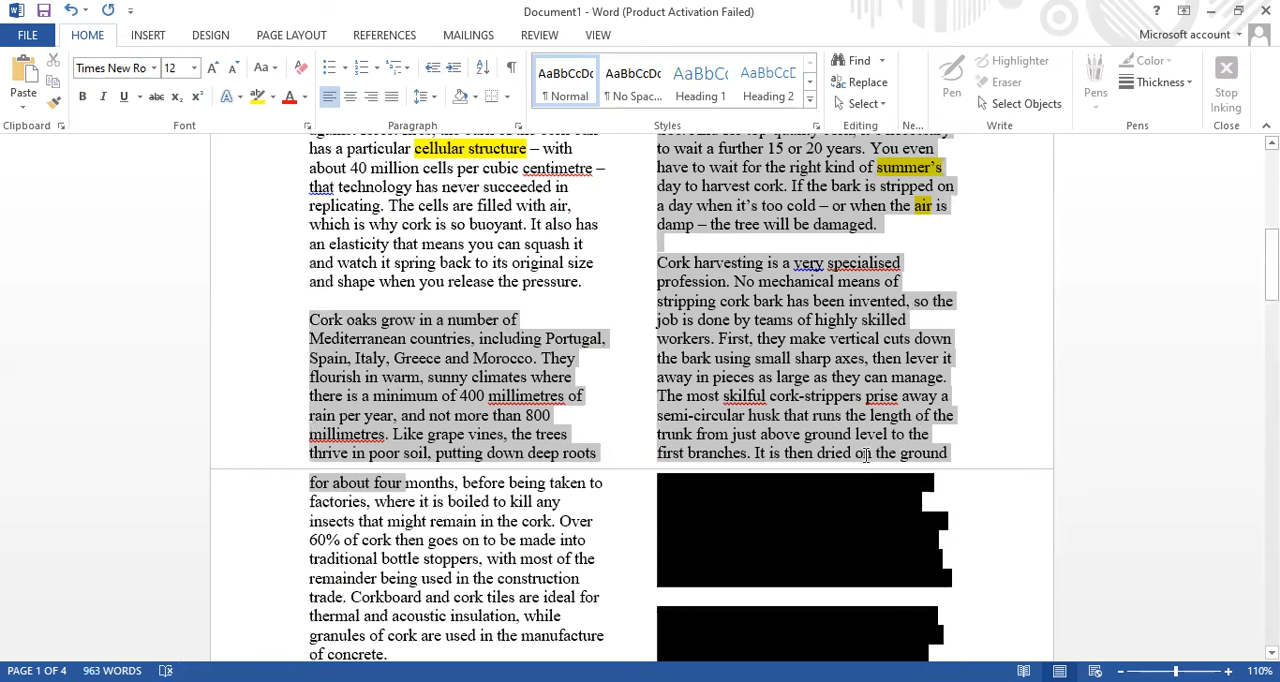 Document1 - Word (Product Activation Failed)
FILE HOME INSERT DESIGN PAGE LAYOUT REFERENCES MAILINGS REVIEW VIEW
Microsoft account
Paste
Clipboard
Times New Ro 12
Font
Paragraph
AaBbCcDc AaBbCcDc AaBbC AaBbCcD
¶ Normal ¶ No Spac... Heading 1 Heading 2
Styles
Find
Replace
Select
Editing
Ne...
Pen
Highlighter
Eraser
Select Objects
Write
Pens
Color
Thickness
Pens
Stop
Inking
Close
has a particular cellular structure – with
about 40 million cells per cubic centimetre –
that technology has never succeeded in
replicating. The cells are filled with air,
which is why cork is so buoyant. It also has
an elasticity that means you can squash it
and watch it spring back to its original size
and shape when you release the pressure.
Cork oaks grow in a number of
Mediterranean countries, including Portugal,
Spain, Italy, Greece and Morocco. They
flourish in warm, sunny climates where
there is a minimum of 400 millimetres of
rain per year, and not more than 800
millimetres. Like grape vines, the trees
thrive in poor soil, putting down deep roots
to wait a further 15 or 20 years. You even
have to wait for the right kind of summer’s
day to harvest cork. If the bark is stripped on
a day when it’s too cold – or when the air is
damp – the tree will be damaged.
Cork harvesting is a very specialised
profession. No mechanical means of
stripping cork bark has been invented, so the
job is done by teams of highly skilled
workers. First, they make vertical cuts down
the bark using small sharp axes, then lever it
away in pieces as large as they can manage.
The most skilful cork-strippers prise away a
semi-circular husk that runs the length of the
trunk from just above ground level to the
first branches. It is then dried on the ground
for about four months, before being taken to
factories, where it is boiled to kill any
insects that might remain in the cork. Over
60% of cork then goes on to be made into
traditional bottle stoppers, with most of the
remainder being used in the construction
trade. Corkboard and cork tiles are ideal for
thermal and acoustic insulation, while
granules of cork are used in the manufacture
of concrete.
PAGE 1 OF 4 963 WORDS 110%